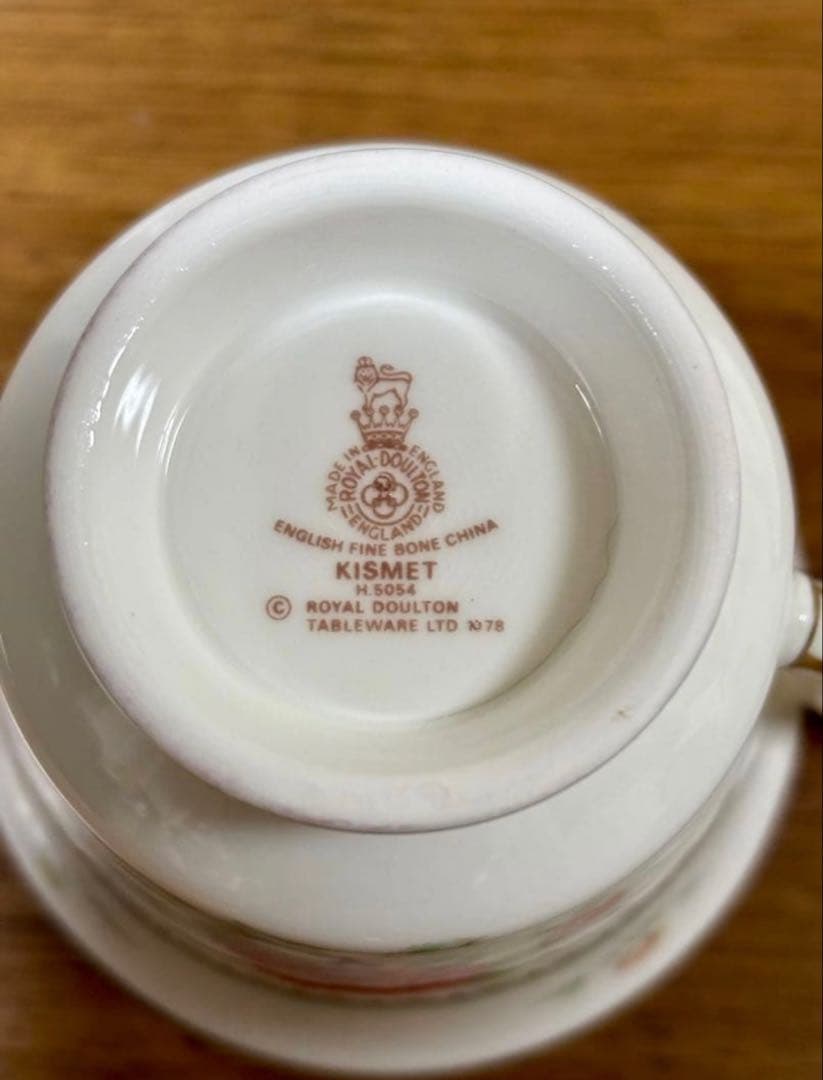 MADE IN ENGLAND
ROYAL·DOULTON
ENGLAND
ENGLISH FINE BONE CHINA
KISMET
H.5054
© ROYAL DOULTON
TABLEWARE LTD 1978